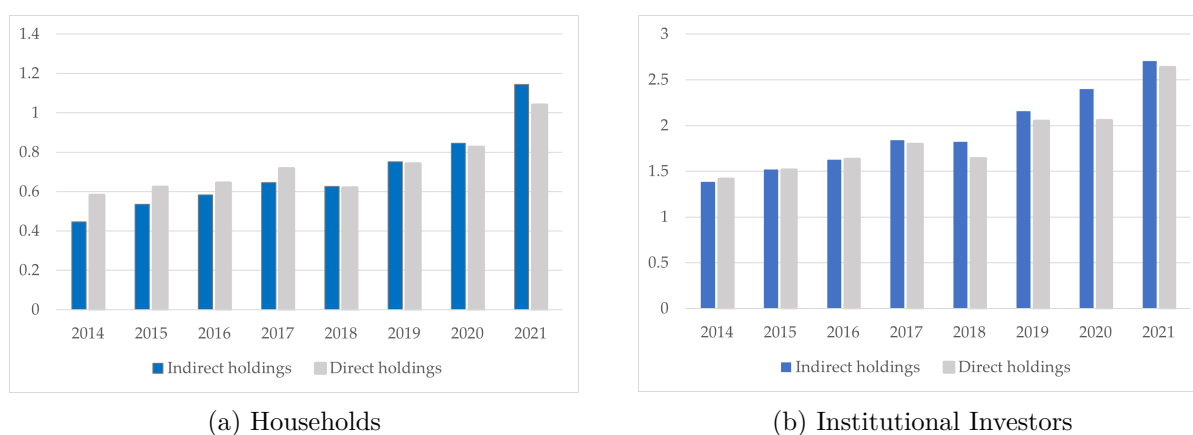 1.4
1.2
1
0.8
0.6
0.4
0.2
0
2014 2015 2016 2017 2018 2019 2020 2021
Indirect holdings Direct holdings
(a) Households
3
2.5
2
1.5
1
0.5
0
2014 2015 2016 2017 2018 2019 2020 2021
Indirect holdings Direct holdings
(b) Institutional Investors